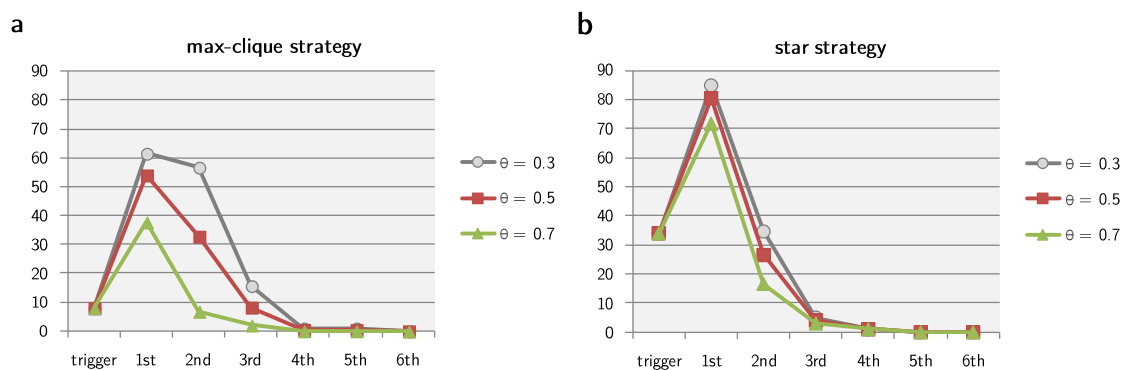 a
max-clique strategy
90
80
70
60
50
40
30
20
10
0
trigger 1st 2nd 3rd 4th 5th 6th
θ = 0.3
θ = 0.5
θ = 0.7
b
star strategy
90
80
70
60
50
40
30
20
10
0
trigger 1st 2nd 3rd 4th 5th 6th
θ = 0.3
θ = 0.5
θ = 0.7